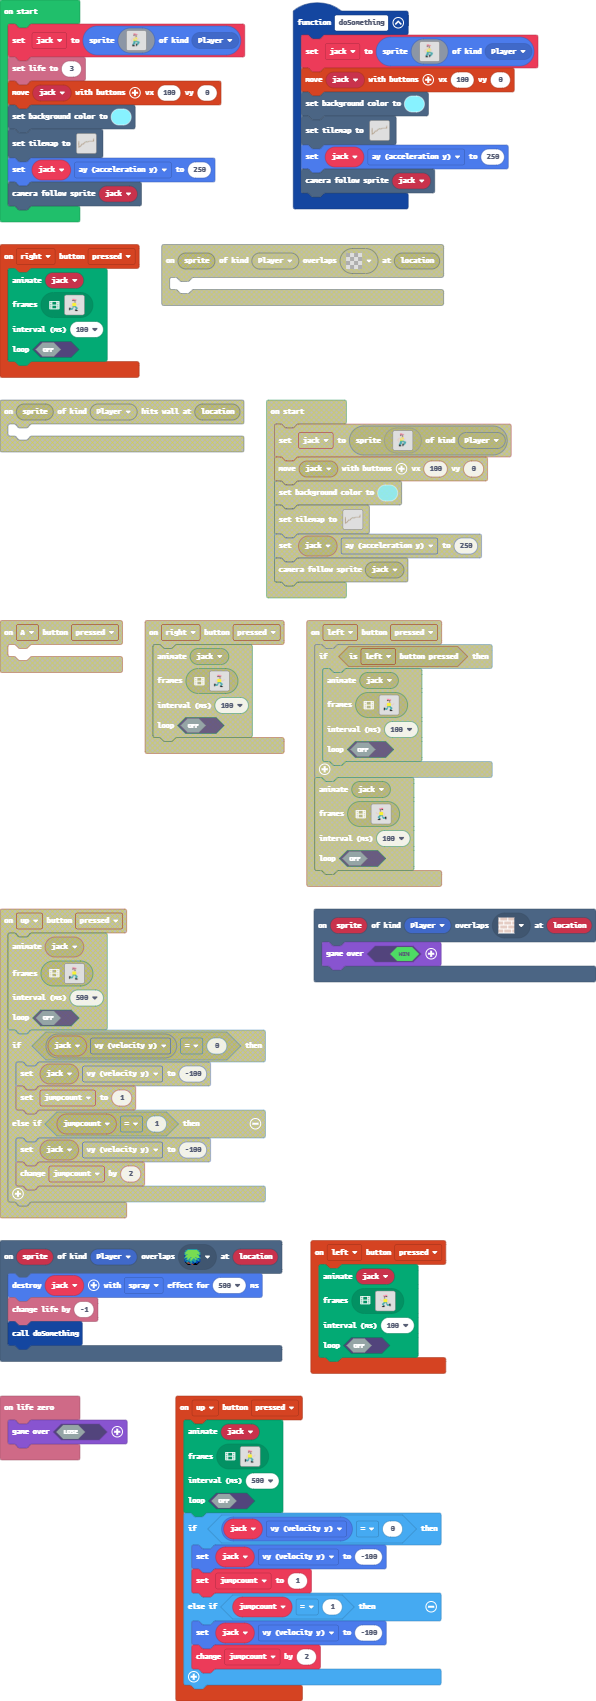 on start
set jack to sprite of kind Player
set life to 3
move jack with buttons vx 100 vy 0
set background color to
set tilemap to
set jack ay (acceleration y) to 250
camera follow sprite jack
function doSomething
set jack to sprite of kind Player
move jack with buttons vx 100 vy 0
set background color to
set tilemap to
set jack ay (acceleration y) to 250
camera follow sprite jack
on right button pressed
animate jack
frames
interval (ms) 100
loop OFF
on sprite of kind Player overlaps at location
on sprite of kind Player hits wall at location
on start
set jack to sprite of kind Player
move jack with buttons vx 100 vy 0
set background color to
set tilemap to
set jack ay (acceleration y) to 250
camera follow sprite jack
on A button pressed
on right button pressed
animate jack
frames
interval (ms) 100
loop OFF
on left button pressed
if is left button pressed then
animate jack
frames
interval (ms) 100
loop OFF
animate jack
frames
interval (ms) 100
loop OFF
on up button pressed
animate jack
frames
interval (ms) 500
loop OFF
if jack vy (velocity y) = 0 then
set jack vy (velocity y) to -100
set jumpcount to 1
else if jumpcount = 1 then
set jack vy (velocity y) to -100
change jumpcount by 2
on sprite of kind Player overlaps at location
game over WIN
on sprite of kind Player overlaps at location
destroy jack with spray effect for 500 ms
change life by -1
call doSomething
on left button pressed
animate jack
frames
interval (ms) 100
loop OFF
on life zero
game over LOSE
on up button pressed
animate jack
frames
interval (ms) 500
loop OFF
if jack vy (velocity y) = 0 then
set jack vy (velocity y) to -100
set jumpcount to 1
else if jumpcount = 1 then
set jack vy (velocity y) to -100
change jumpcount by 2